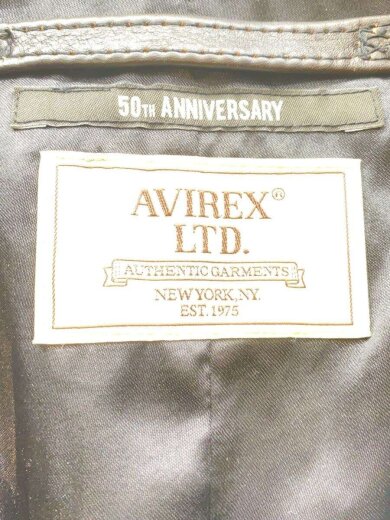 50TH ANNIVERSARY
AVIREX®
LTD.
AUTHENTIC GARMENTS
NEW YORK, NY.
EST. 1975